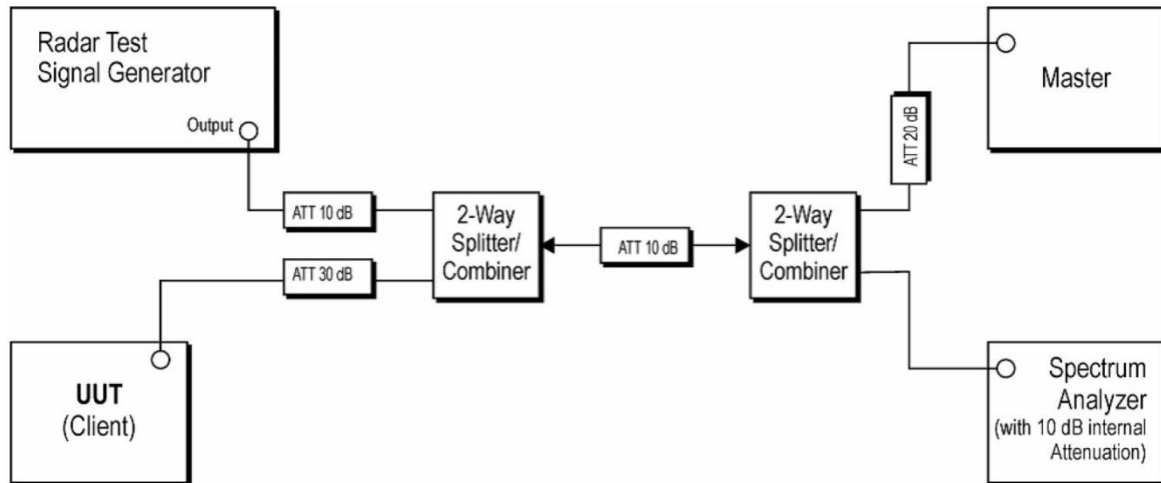 Radar Test
Signal Generator
Output
ATT 10 dB
ATT 30 dB
2-Way
Splitter/
Combiner
ATT 10 dB
2-Way
Splitter/
Combiner
ATT 20 dB
Master
UUT
(Client)
Spectrum
Analyzer
(with 10 dB internal
Attenuation)